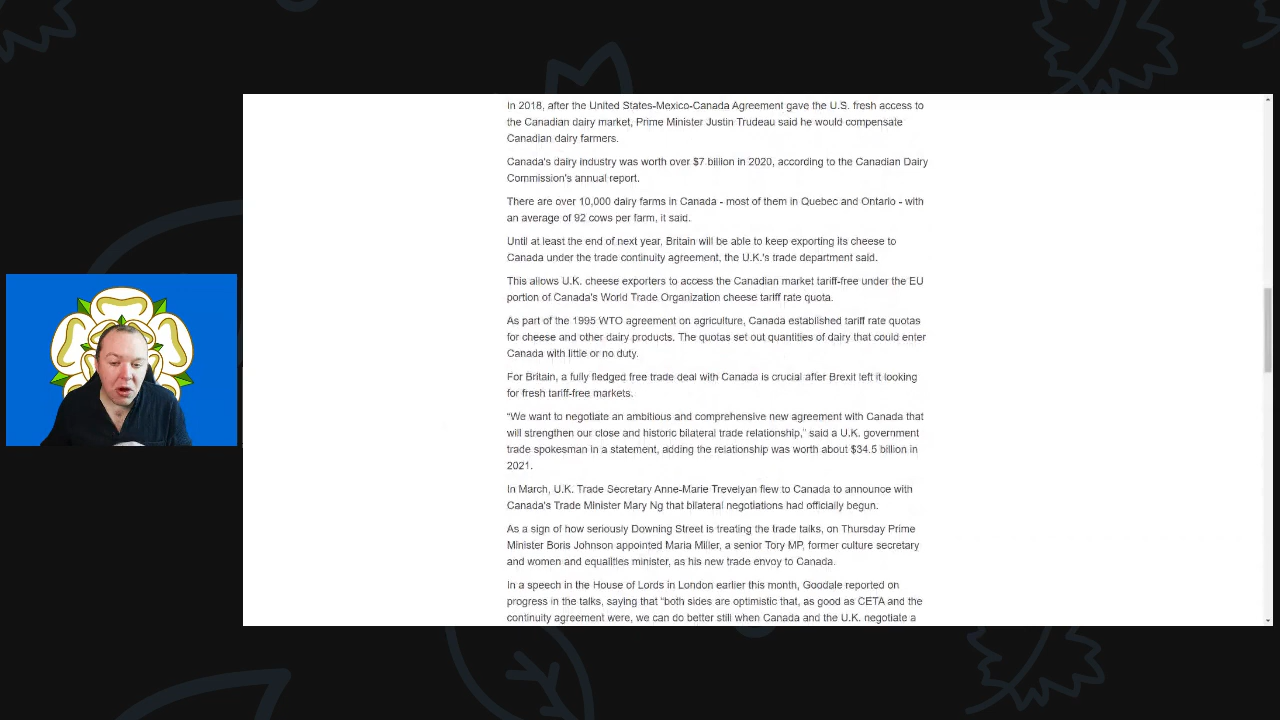 In 2018, after the United States-Mexico-Canada Agreement gave the U.S. fresh access to
the Canadian dairy market, Prime Minister Justin Trudeau said he would compensate
Canadian dairy farmers.
Canada's dairy industry was worth over $7 billion in 2020, according to the Canadian Dairy
Commission's annual report.
There are over 10,000 dairy farms in Canada - most of them in Quebec and Ontario - with
an average of 92 cows per farm, it said.
Until at least the end of next year, Britain will be able to keep exporting its cheese to
Canada under the trade continuity agreement, the U.K.'s trade department said.
This allows U.K. cheese exporters to access the Canadian market tariff-free under the EU
portion of Canada's World Trade Organization cheese tariff rate quota.
As part of the 1995 WTO agreement on agriculture, Canada established tariff rate quotas
for cheese and other dairy products. The quotas set out quantities of dairy that could enter
Canada with little or no duty.
For Britain, a fully fledged free trade deal with Canada is crucial after Brexit left it looking
for fresh tariff-free markets.
“We want to negotiate an ambitious and comprehensive new agreement with Canada that
will strengthen our close and historic bilateral trade relationship,” said a U.K. government
trade spokesman in a statement, adding the relationship was worth about $34.5 billion in
2021.
In March, U.K. Trade Secretary Anne-Marie Trevelyan flew to Canada to announce with
Canada's Trade Minister Mary Ng that bilateral negotiations had officially begun.
As a sign of how seriously Downing Street is treating the trade talks, on Thursday Prime
Minister Boris Johnson appointed Maria Miller, a senior Tory MP, former culture secretary
and women and equalities minister, as his new trade envoy to Canada.
In a speech in the House of Lords in London earlier this month, Goodale reported on
progress in the talks, saying that “both sides are optimistic that, as good as CETA and the
continuity agreement were, we can do better still when Canada and the U.K. negotiate a